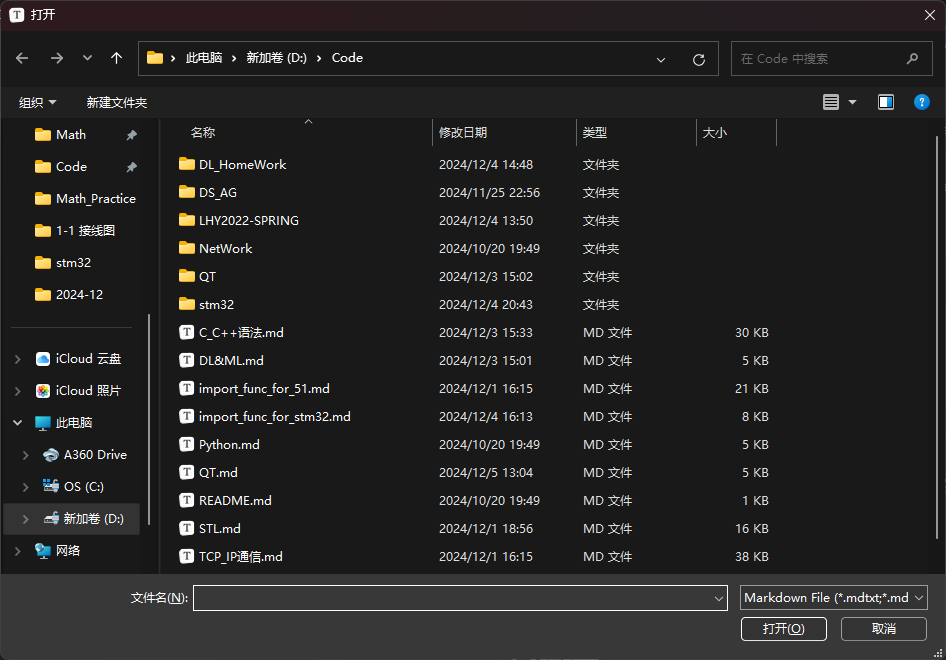 打开
此电脑 › 新加卷 (D:) › Code
在 Code 中搜索
组织 新建文件夹
Math
Code
Math_Practice
1-1 接线图
stm32
2024-12
iCloud 云盘
iCloud 照片
此电脑
A360 Drive
OS (C:)
新加卷 (D:)
网络
名称 修改日期 类型 大小
DL_HomeWork 2024/12/4 14:48 文件夹
DS_AG 2024/11/25 22:56 文件夹
LHY2022-SPRING 2024/12/4 13:50 文件夹
NetWork 2024/10/20 19:49 文件夹
QT 2024/12/3 15:02 文件夹
stm32 2024/12/4 20:43 文件夹
C_C++语法.md 2024/12/3 15:33 MD 文件 30 KB
DL&ML.md 2024/12/3 15:01 MD 文件 5 KB
import_func_for_51.md 2024/12/1 16:15 MD 文件 21 KB
import_func_for_stm32.md 2024/12/4 16:13 MD 文件 8 KB
Python.md 2024/10/20 19:49 MD 文件 5 KB
QT.md 2024/12/5 13:04 MD 文件 5 KB
README.md 2024/10/20 19:49 MD 文件 1 KB
STL.md 2024/12/1 18:56 MD 文件 16 KB
TCP_IP通信.md 2024/12/1 16:15 MD 文件 38 KB
文件名(N):
Markdown File (*.mdtxt;*.md
打开(O) 取消